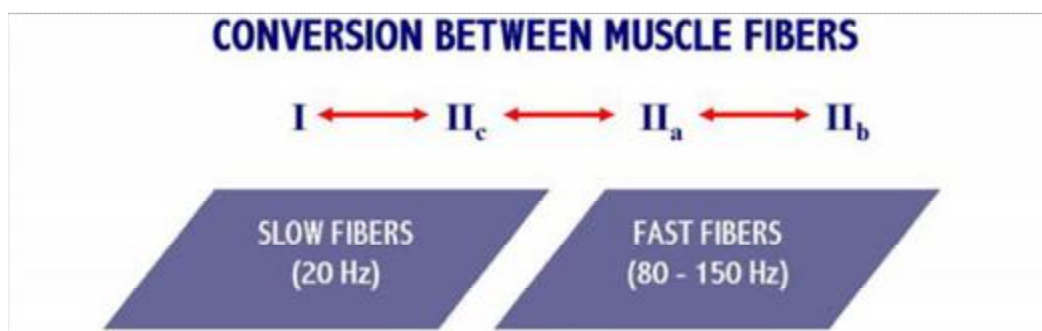 CONVERSION BETWEEN MUSCLE FIBERS
I IIc IIa IIb
SLOW FIBERS
(20 Hz)
FAST FIBERS
(80 - 150 Hz)